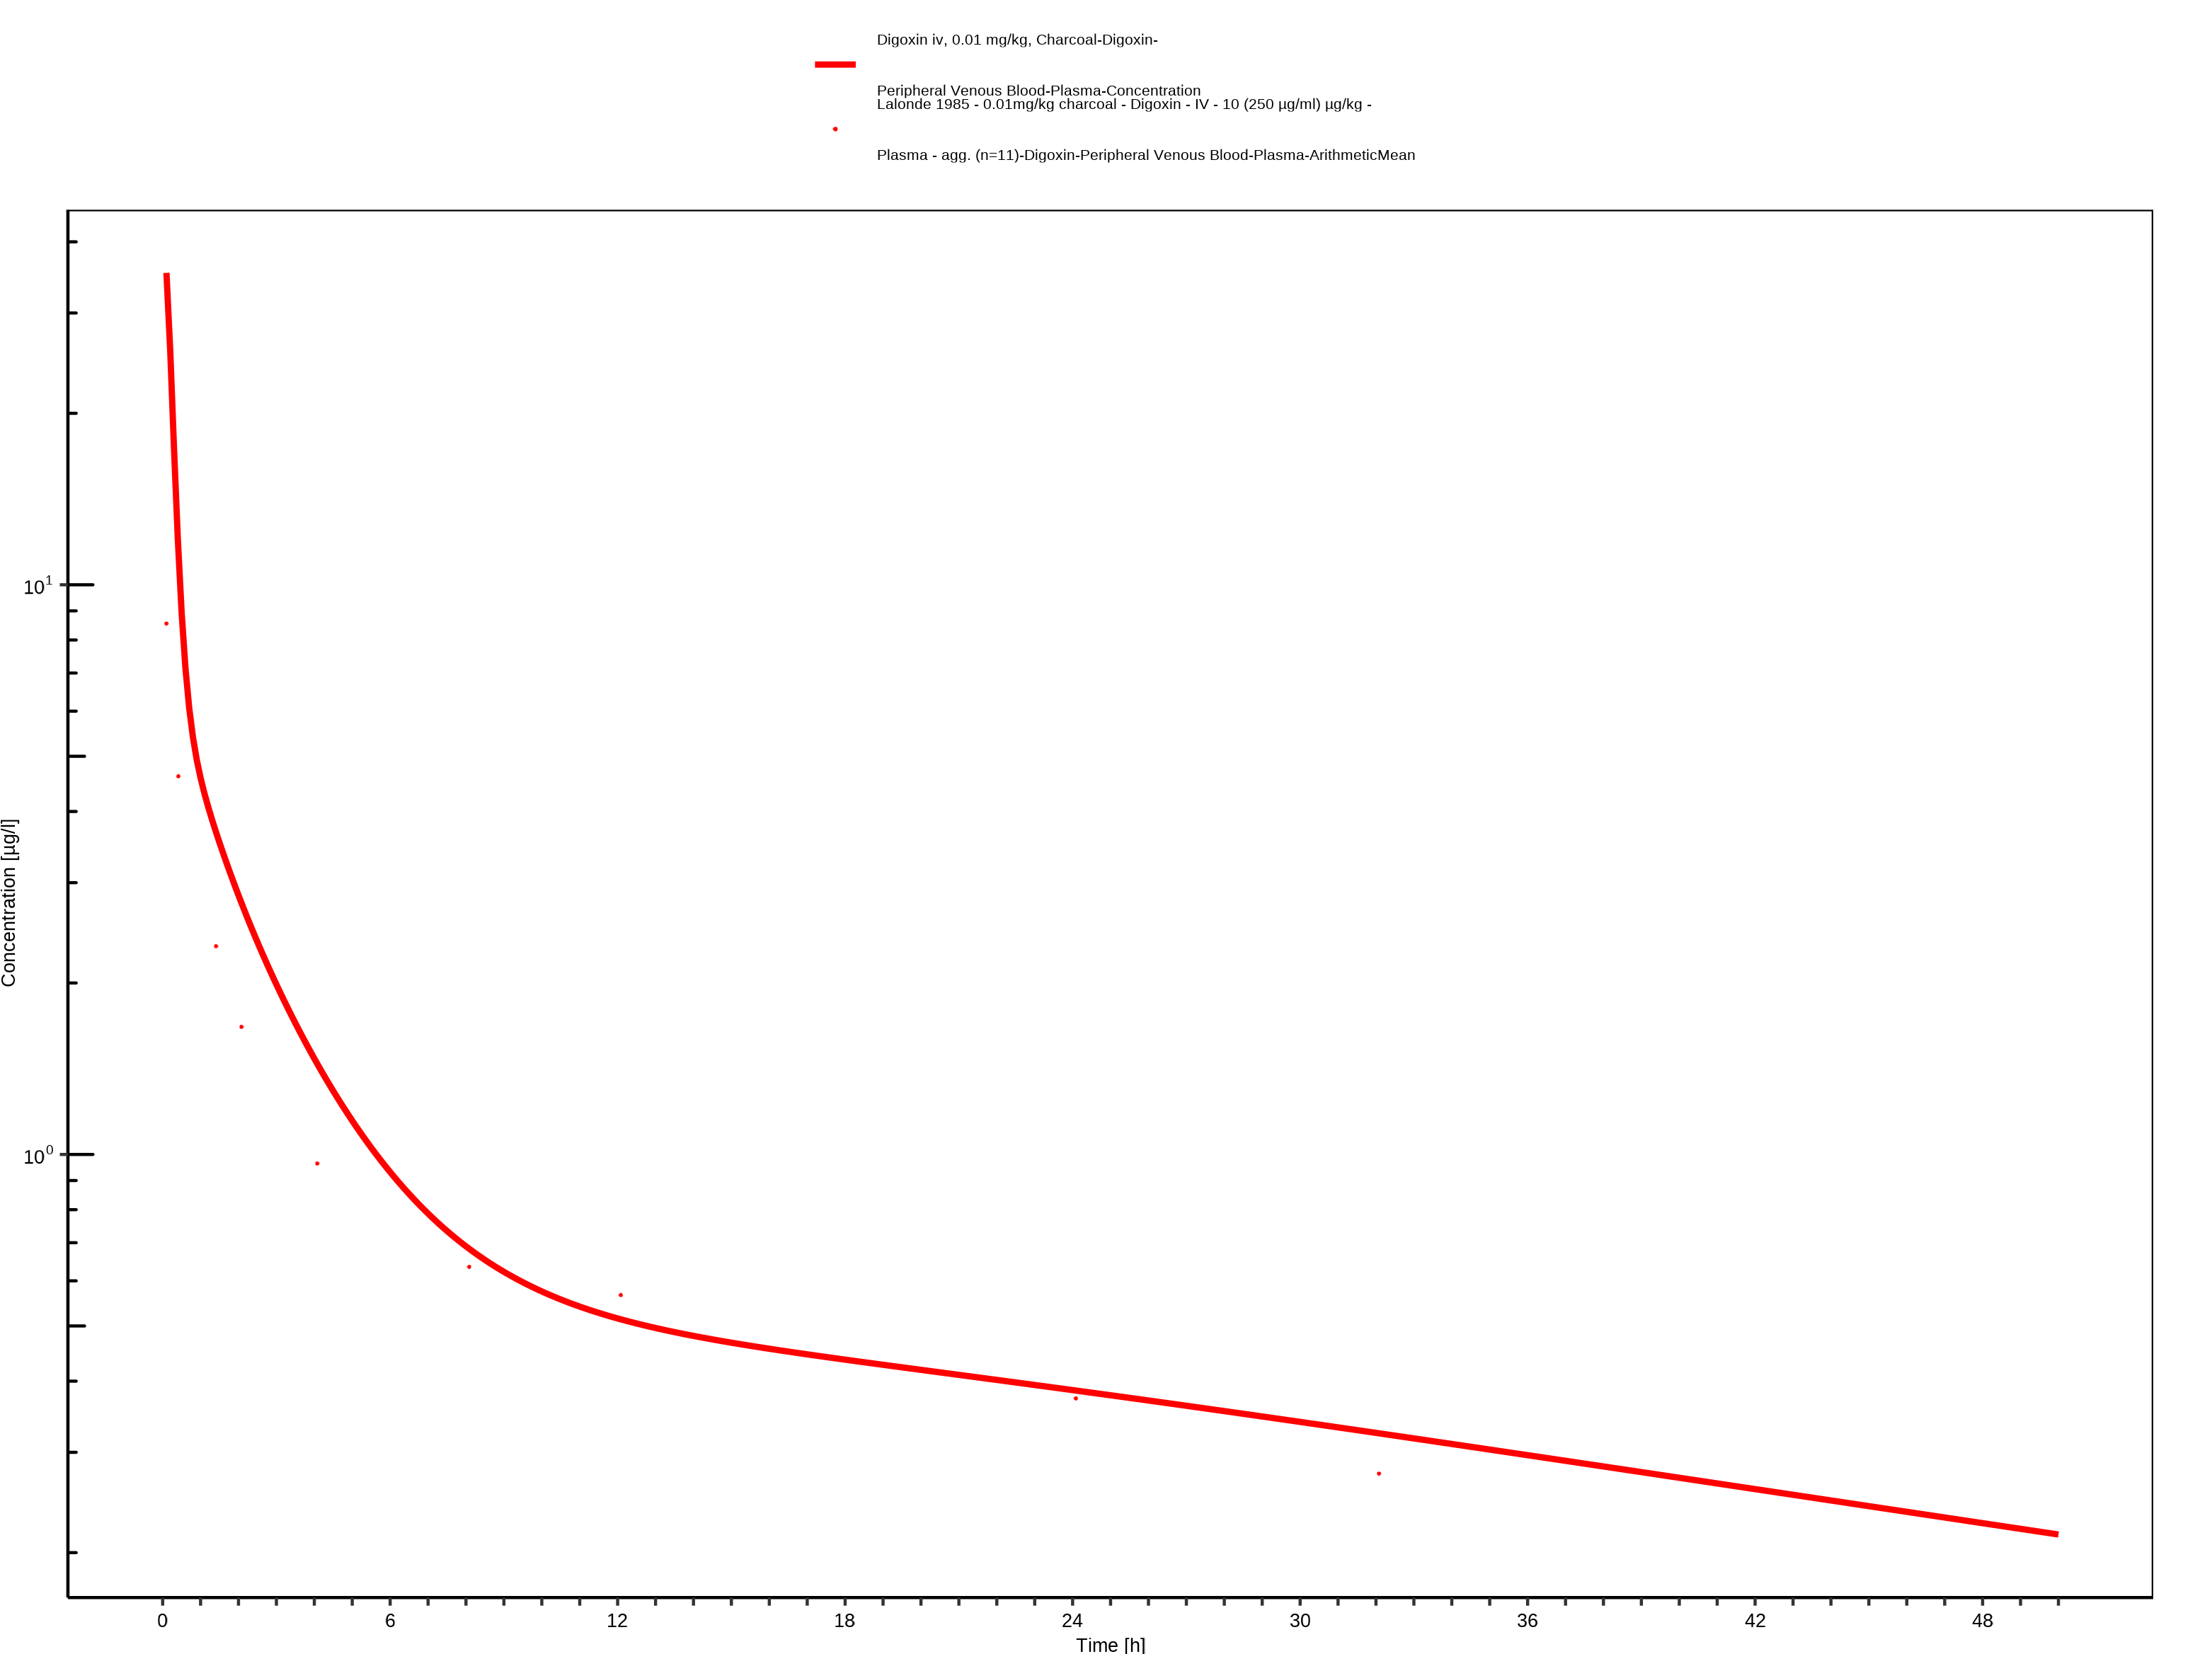 Digoxin iv, 0.01 mg/kg, Charcoal-Digoxin-
Peripheral Venous Blood-Plasma-Concentration
Lalonde 1985 - 0.01mg/kg charcoal - Digoxin - IV - 10 (250 µg/ml) µg/kg -
Plasma - agg. (n=11)-Digoxin-Peripheral Venous Blood-Plasma-ArithmeticMean
10¹
10⁰
Concentration [µg/l]
0 6 12 18 24 30 36 42 48
Time [h]